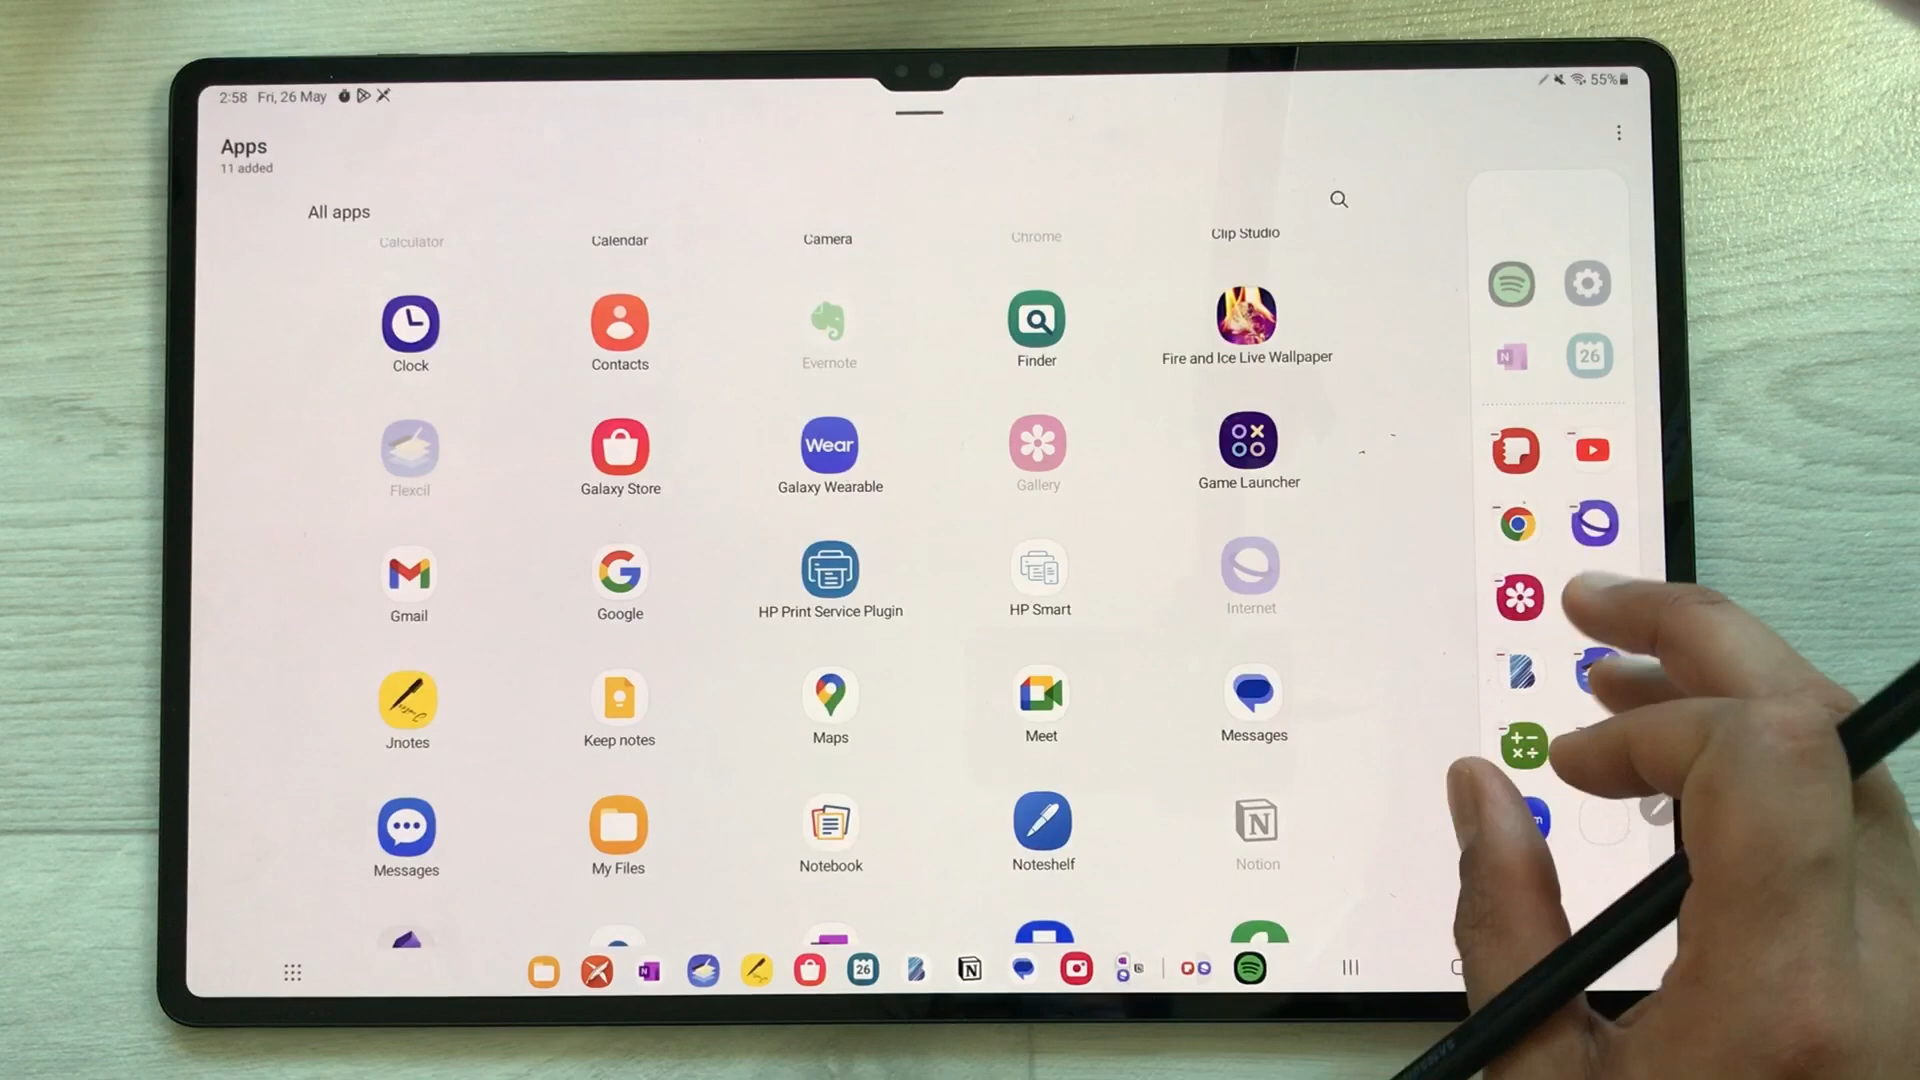 2:58 Fri, 26 May
55%
Apps
11 added
All apps
Calculator
Calendar
Camera
Chrome
Clip Studio
Clock
Contacts
Evernote
Finder
Fire and Ice Live Wallpaper
26
N
Flexcil
Galaxy Store
Wear
Galaxy Wearable
Gallery
Game Launcher
Gmail
Google
HP Print Service Plugin
HP Smart
Internet
Jnotes
Jnotes
Keep notes
Maps
Meet
Messages
Messages
My Files
Notebook
Noteshelf
Notion
N
26
N
SAMSUNG